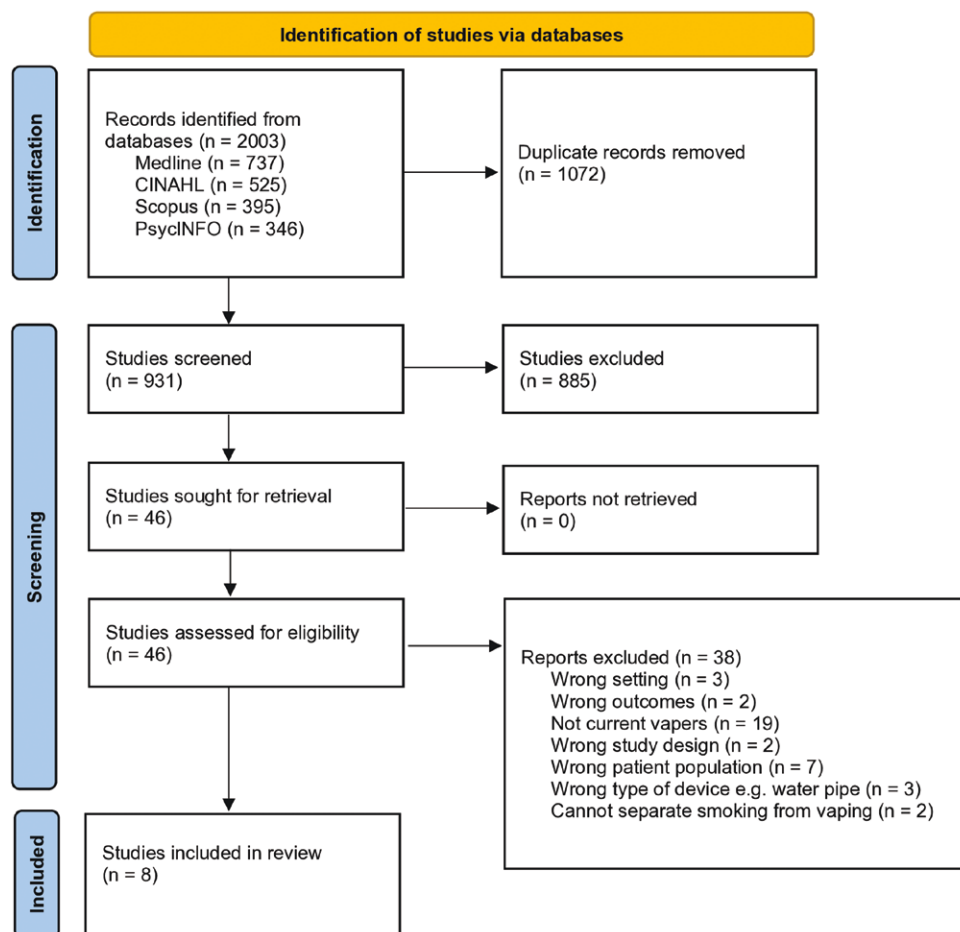 Identification of studies via databases
Identification
Records identified from
databases (n = 2003)
Medline (n = 737)
CINAHL (n = 525)
Scopus (n = 395)
PsycINFO (n = 346)
Duplicate records removed
(n = 1072)
Screening
Studies screened
(n = 931)
Studies excluded
(n = 885)
Studies sought for retrieval
(n = 46)
Reports not retrieved
(n = 0)
Studies assessed for eligibility
(n = 46)
Reports excluded (n = 38)
Wrong setting (n = 3)
Wrong outcomes (n = 2)
Not current vapers (n = 19)
Wrong study design (n = 2)
Wrong patient population (n = 7)
Wrong type of device e.g. water pipe (n = 3)
Cannot separate smoking from vaping (n = 2)
Included
Studies included in review
(n = 8)